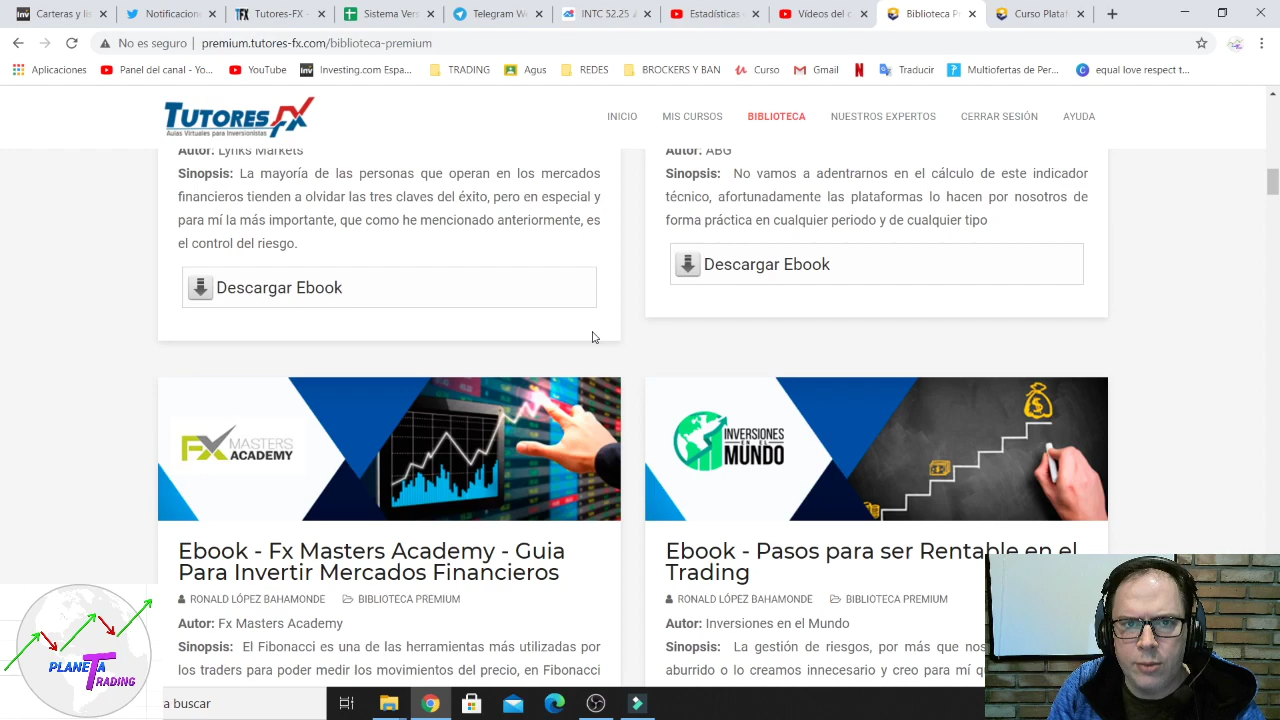 Carteras y lis
Notificacione
Tutores-FX -
Sistema Vers
Telegram We
INTC 52.25
Estadísticas -
Vídeos del c
Biblioteca Pr
Curso Plataf
No es seguro | premium.tutores-fx.com/biblioteca-premium
Aplicaciones
Panel del canal - Yo...
YouTube
Investing.com Espa...
TRADING
Agus
REDES
BROCKERS Y BAN
Curso
Gmail
Traducir
Multiofertas de Per...
equal love respect t...
TUTORES FX
Aulas Virtuales para Inversionistas
INICIO
MIS CURSOS
BIBLIOTECA
NUESTROS EXPERTOS
CERRAR SESIÓN
AYUDA
Autor: Lynks Markets
Sinopsis: La mayoría de las personas que operan en los mercados
financieros tienden a olvidar las tres claves del éxito, pero en especial y
para mí la más importante, que como he mencionado anteriormente, es
el control del riesgo.
Descargar Ebook
Autor: ABG
Sinopsis: No vamos a adentrarnos en el cálculo de este indicador
técnico, afortunadamente las plataformas lo hacen por nosotros de
forma práctica en cualquier periodo y de cualquier tipo
Descargar Ebook
FX MASTERS
ACADEMY
INVERSIONES
EN EL
MUNDO
Ebook - Fx Masters Academy - Guia
Para Invertir Mercados Financieros
RONALD LÓPEZ BAHAMONDE
BIBLIOTECA PREMIUM
Autor: Fx Masters Academy
Sinopsis: El Fibonacci es una de las herramientas más utilizadas por
los traders para poder medir los movimientos del precio, en Fibonacci
Ebook - Pasos para ser Rentable en el
Trading
RONALD LÓPEZ BAHAMONDE
BIBLIOTECA PREMIUM
Autor: Inversiones en el Mundo
Sinopsis: La gestión de riesgos, por más que nos
aburrido o lo creamos innecesario y creo para mí q
PLANETA
TRADING
a buscar